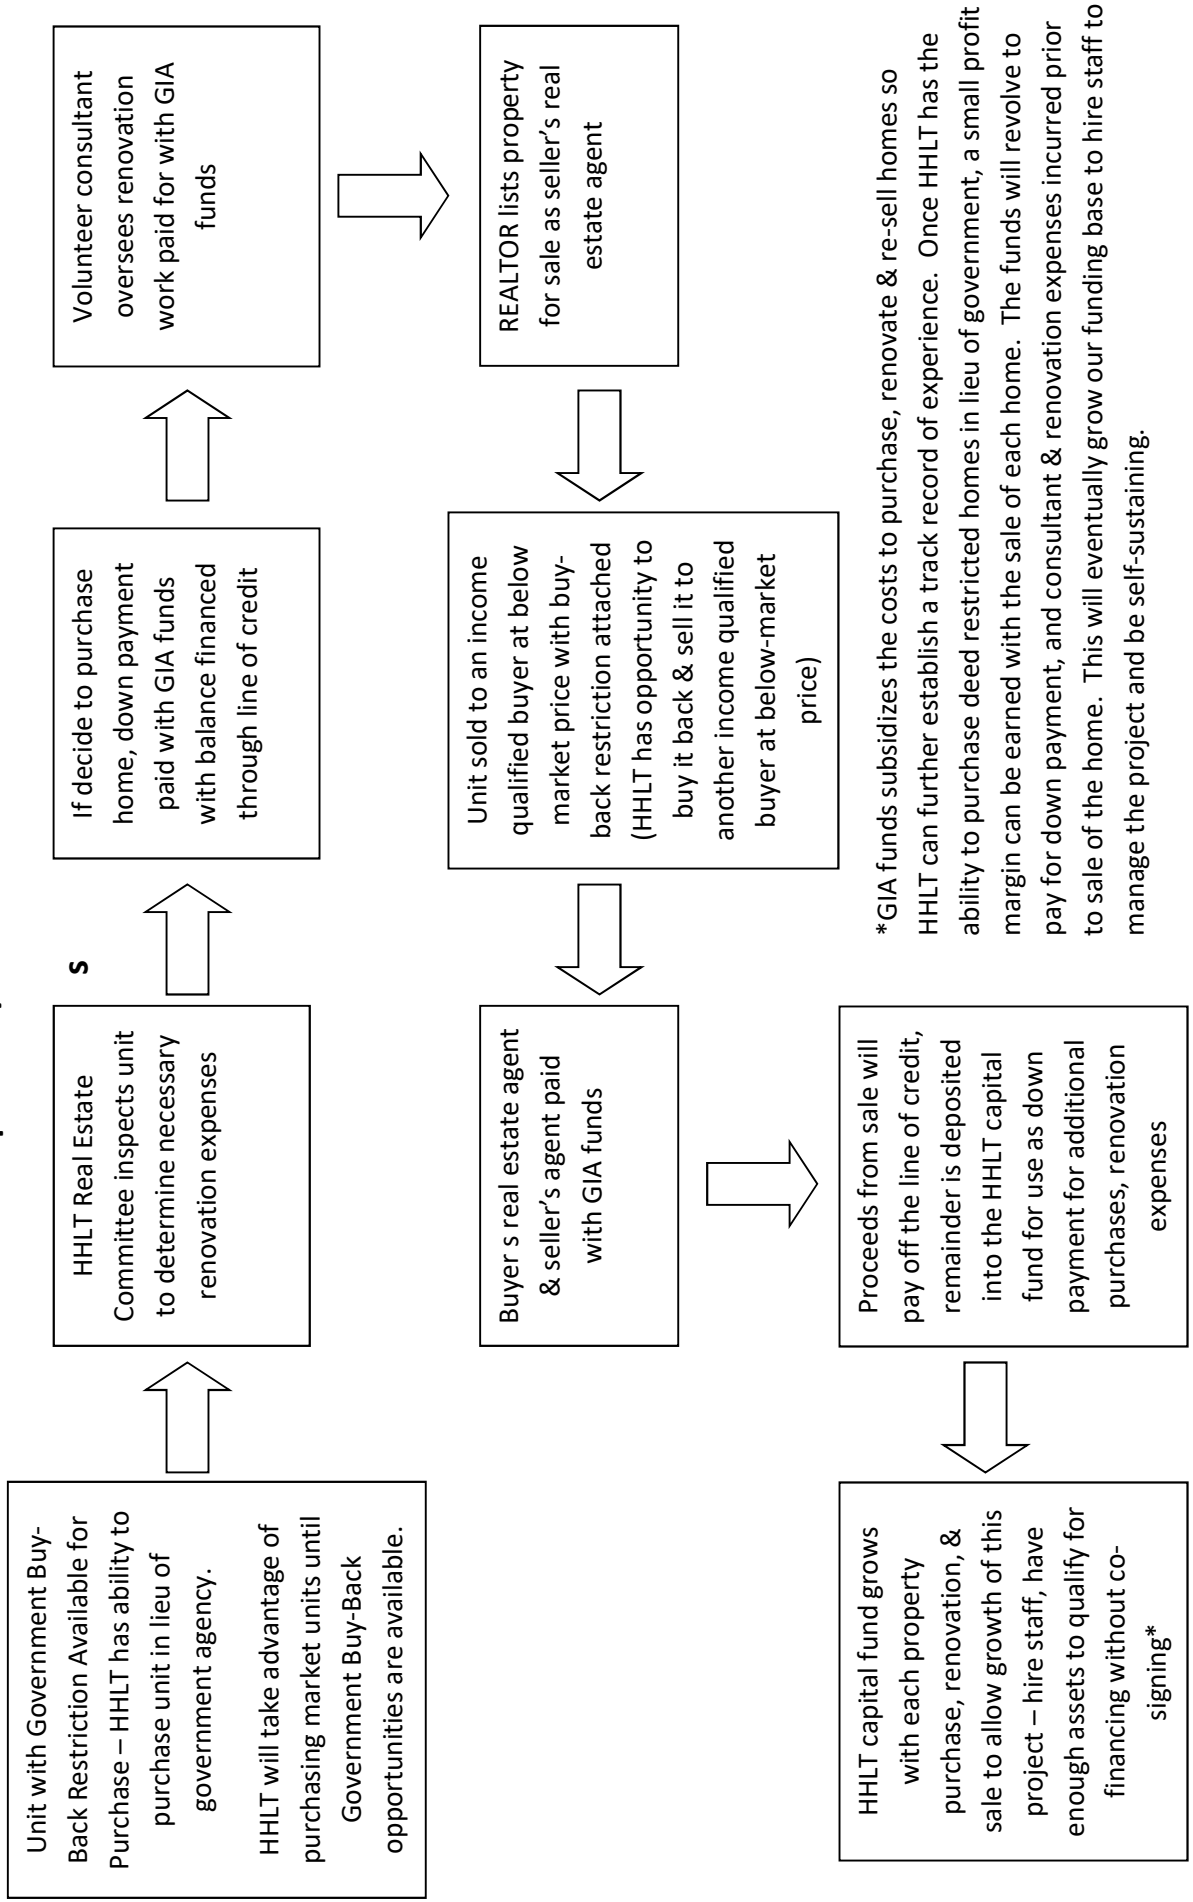 s
Unit with Government Buy-
Back Restriction Available for
Purchase – HHLT has ability to
purchase unit in lieu of
government agency.
HHLT will take advantage of
purchasing market units until
Government Buy-Back
opportunities are available.
HHLT Real Estate
Committee inspects unit
to determine necessary
renovation expenses
If decide to purchase
home, down payment
paid with GIA funds
with balance financed
through line of credit
Volunteer consultant
oversees renovation
work paid for with GIA
funds
REALTOR lists property
for sale as seller's real
estate agent
Unit sold to an income
qualified buyer at below
market price with buy-
back restriction attached
(HHLT has opportunity to
buy it back & sell it to
another income qualified
buyer at below-market
price)
Buyer s real estate agent
& seller's agent paid
with GIA funds
Proceeds from sale will
pay off the line of credit,
remainder is deposited
into the HHLT capital
fund for use as down
payment for additional
purchases, renovation
expenses
HHLT capital fund grows
with each property
purchase, renovation, &
sale to allow growth of this
project – hire staff, have
enough assets to qualify for
financing without co-
signing*
*GIA funds subsidizes the costs to purchase, renovate & re-sell homes so
HHLT can further establish a track record of experience.  Once HHLT has the
ability to purchase deed restricted homes in lieu of government, a small profit
margin can be earned with the sale of each home.  The funds will revolve to
pay for down payment, and consultant & renovation expenses incurred prior
to sale of the home.  This will eventually grow our funding base to hire staff to
manage the project and be self-sustaining.